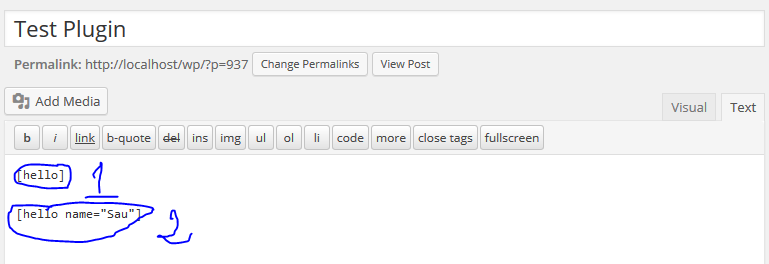 Test Plugin
Permalink: http://localhost/wp/?p=937 Change Permalinks View Post
Add Media
Visual Text
b i link b-quote del ins img ul ol li code more close tags fullscreen
[hello] 1
[hello name="Sau"] 2